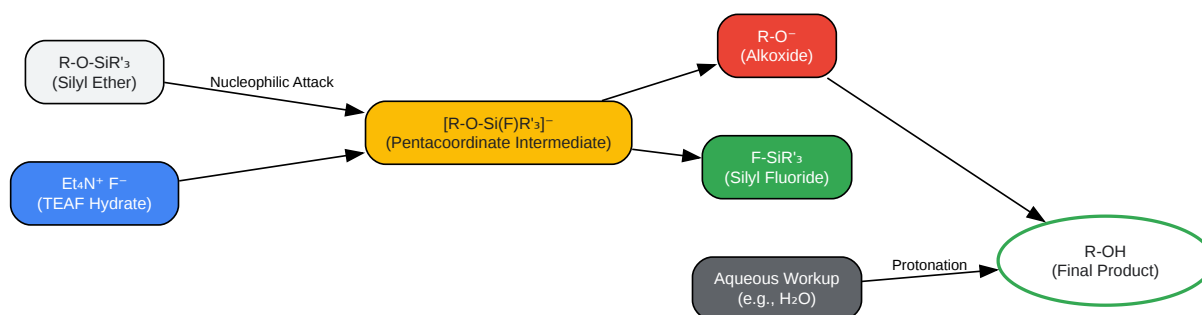 R-O-SiR'₃
(Silyl Ether)
Nucleophilic Attack
Et₄N⁺ F⁻
(TEAF Hydrate)
[R-O-Si(F)R'₃]⁻
(Pentacoordinate Intermediate)
R-O⁻
(Alkoxide)
F-SiR'₃
(Silyl Fluoride)
Aqueous Workup
(e.g., H₂O)
Protonation
R-OH
(Final Product)